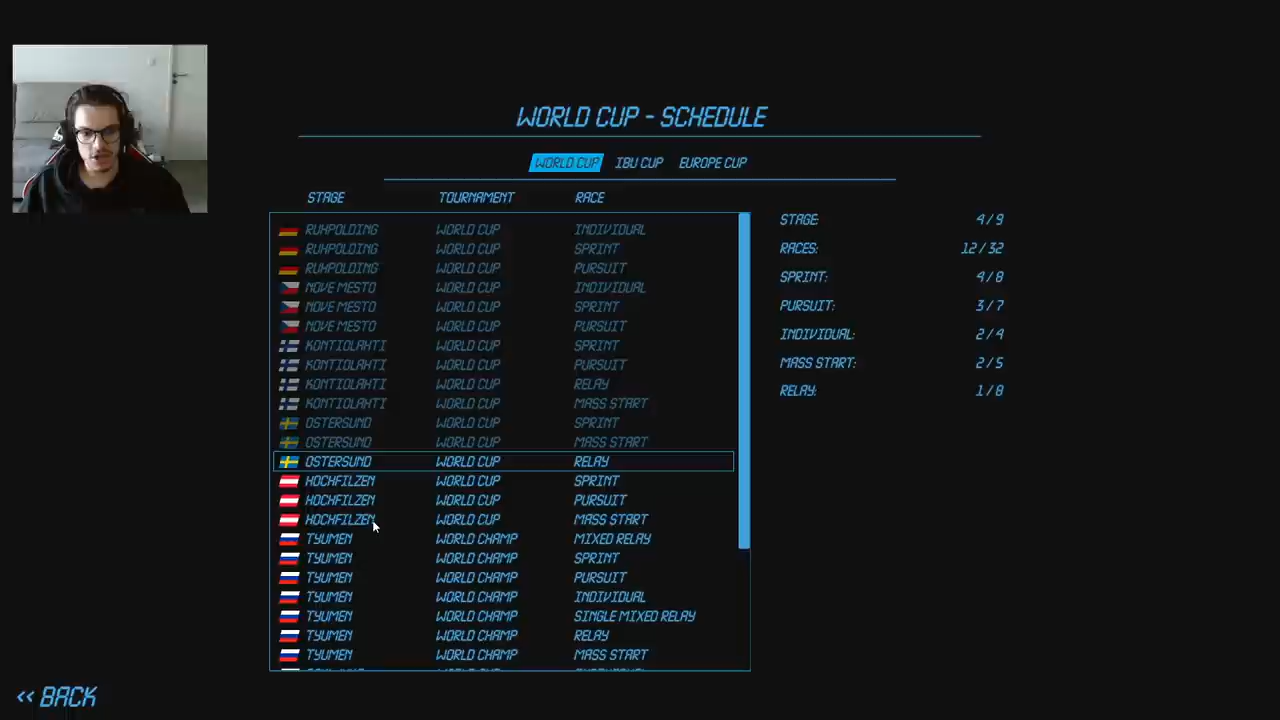 WORLD CUP - SCHEDULE
WORLD CUP IBU CUP EUROPE CUP
STAGE TOURNAMENT RACE
RUHPOLDING WORLD CUP INDIVIDUAL
RUHPOLDING WORLD CUP SPRINT
RUHPOLDING WORLD CUP PURSUIT
NOVE MESTO WORLD CUP INDIVIDUAL
NOVE MESTO WORLD CUP SPRINT
NOVE MESTO WORLD CUP PURSUIT
KONTIOLAHTI WORLD CUP SPRINT
KONTIOLAHTI WORLD CUP PURSUIT
KONTIOLAHTI WORLD CUP RELAY
KONTIOLAHTI WORLD CUP MASS START
OSTERSUND WORLD CUP SPRINT
OSTERSUND WORLD CUP MASS START
OSTERSUND WORLD CUP RELAY
HOCHFILZEN WORLD CUP SPRINT
HOCHFILZEN WORLD CUP PURSUIT
HOCHFILZEN WORLD CUP MASS START
TYUMEN WORLD CHAMP MIXED RELAY
TYUMEN WORLD CHAMP SPRINT
TYUMEN WORLD CHAMP PURSUIT
TYUMEN WORLD CHAMP INDIVIDUAL
TYUMEN WORLD CHAMP SINGLE MIXED RELAY
TYUMEN WORLD CHAMP RELAY
TYUMEN WORLD CHAMP MASS START
STAGE: 4/9
RACES: 12/32
SPRINT: 4/8
PURSUIT: 3/7
INDIVIDUAL: 2/4
MASS START: 2/5
RELAY: 1/8
<< BACK